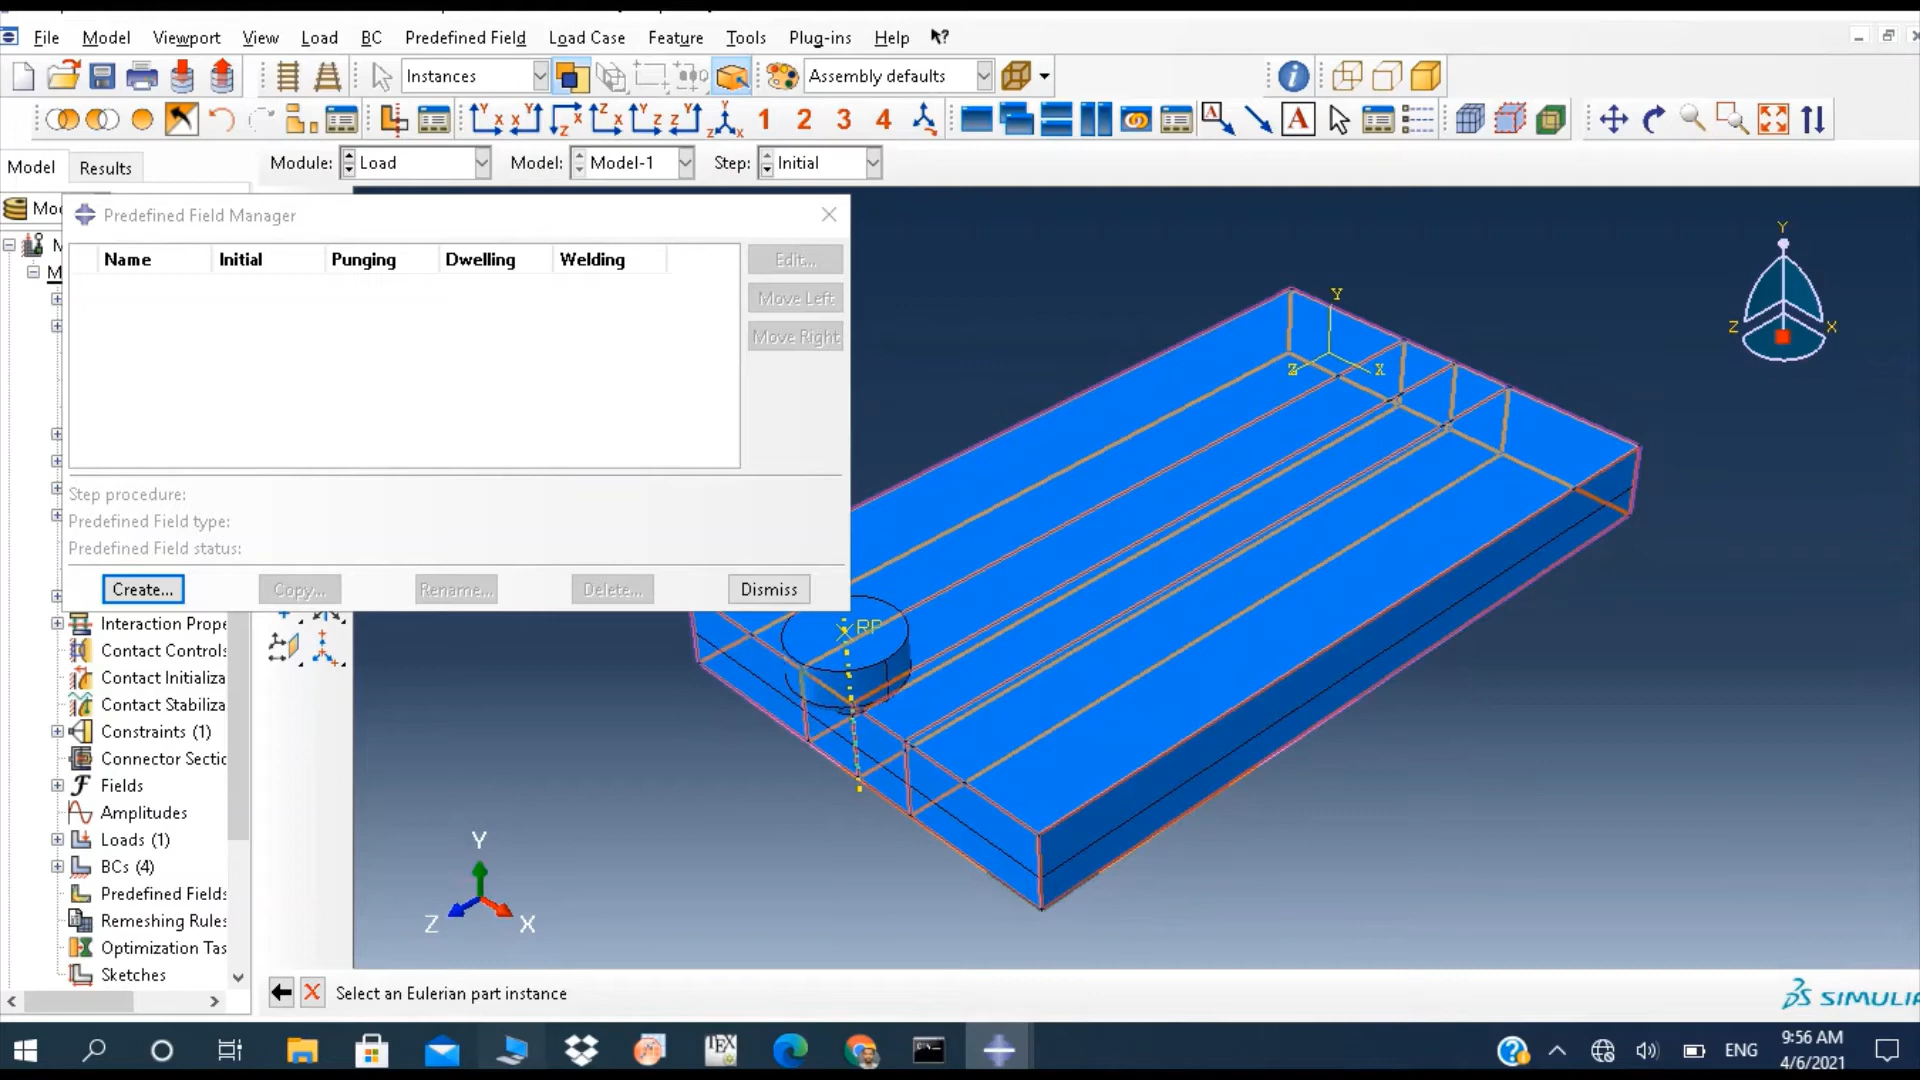 File Model Viewport View Load BC Predefined Field Load Case Feature Tools Plug-ins Help
Instances Assembly defaults
1 2 3 4 A
Model Results Module: Load Model: Model-1 Step: Initial
Predefined Field Manager
Name Initial Punging Dwelling Welding
Edit...
Move Left
Move Right
Step procedure:
Predefined Field type:
Predefined Field status:
Create... Copy... Rename... Delete... Dismiss
Interaction Prope
Contact Controls
Contact Initializa
Contact Stabiliza
Constraints (1)
Connector Sectio
Fields
Amplitudes
Loads (1)
BCs (4)
Predefined Fields
Remeshing Rules
Optimization Tas
Sketches
Y
Z X
Y
Z X
RP
Y
Z X
Select an Eulerian part instance
SIMULIA
ENG
9:56 AM
4/6/2021